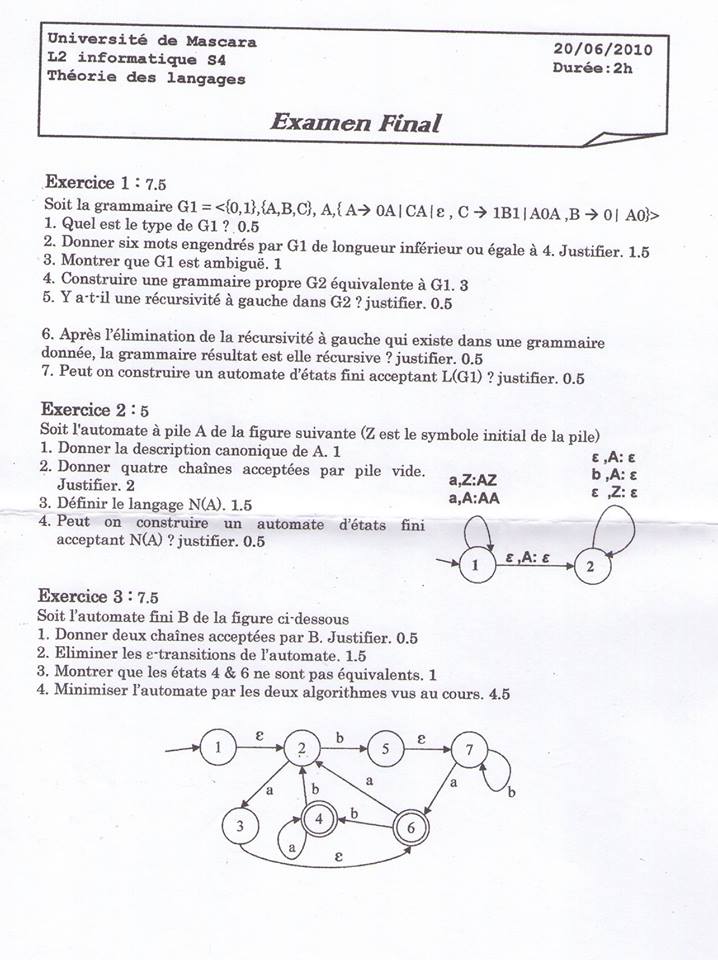 Université de Mascara
L2 informatique S4
Théorie des langages
20/06/2010
Durée:2h
Examen Final
Exercice 1 : 7.5
Soit la grammaire G1 = <{0,1},{A,B,C}, A,{ A→ 0A | CA | ε , C → 1B1 | A0A ,B → 0 | A0}>
1. Quel est le type de G1 ? 0.5
2. Donner six mots engendrés par G1 de longueur inférieur ou égale à 4. Justifier. 1.5
3. Montrer que G1 est ambiguë. 1
4. Construire une grammaire propre G2 équivalente à G1. 3
5. Y a-t-il une récursivité à gauche dans G2 ? justifier. 0.5
6. Après l'élimination de la récursivité à gauche qui existe dans une grammaire
donnée, la grammaire résultat est elle récursive ? justifier. 0.5
7. Peut on construire un automate d'états fini acceptant L(G1) ? justifier. 0.5
Exercice 2 : 5
Soit l'automate à pile A de la figure suivante (Z est le symbole initial de la pile)
1. Donner la description canonique de A. 1
2. Donner quatre chaînes acceptées par pile vide.
Justifier. 2
3. Définir le langage N(A). 1.5
4. Peut on construire un automate d'états fini
acceptant N(A) ? justifier. 0.5
a,Z:AZ
a,A:AA
ε ,A: ε
b ,A: ε
ε ,Z: ε
1
ε ,A: ε
2
Exercice 3 : 7.5
Soit l'automate fini B de la figure ci-dessous
1. Donner deux chaînes acceptées par B. Justifier. 0.5
2. Eliminer les ε-transitions de l'automate. 1.5
3. Montrer que les états 4 & 6 ne sont pas équivalents. 1
4. Minimiser l'automate par les deux algorithmes vus au cours. 4.5
1 ε 2 b 5 ε 7
a b a a b
3 4 b 6
a ε